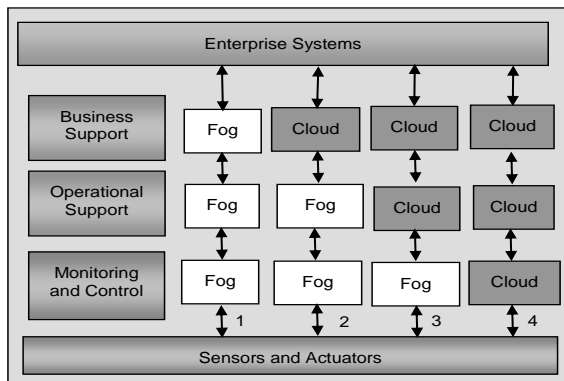 Enterprise Systems
Business
Support
Fog
Cloud
Cloud
Cloud
Operational
Support
Fog
Fog
Cloud
Cloud
Monitoring
and Control
Fog
Fog
Fog
Cloud
1
2
3
4
Sensors and Actuators